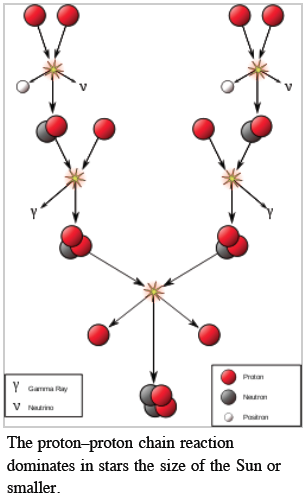 ν
ν
γ
γ
γ Gamma Ray
ν Neutrino
Proton
Neutron
Positron
The proton–proton chain reaction
dominates in stars the size of the Sun or
smaller.